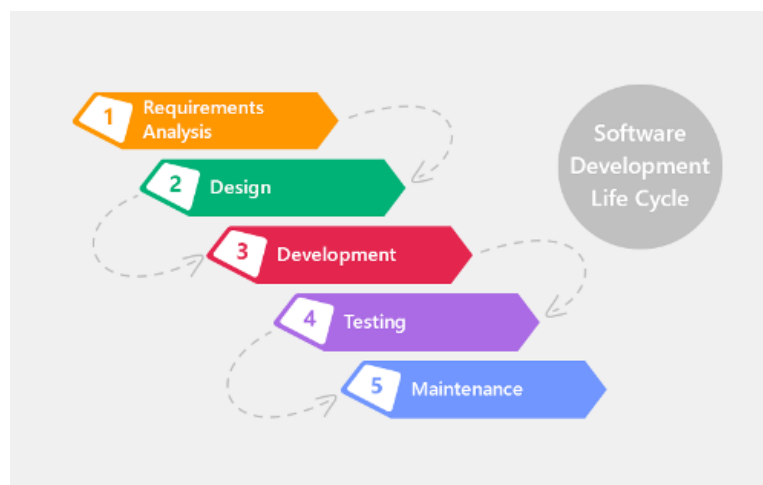 1
Requirements
Analysis
2
Design
3
Development
4
Testing
5
Maintenance
Software
Development
Life Cycle